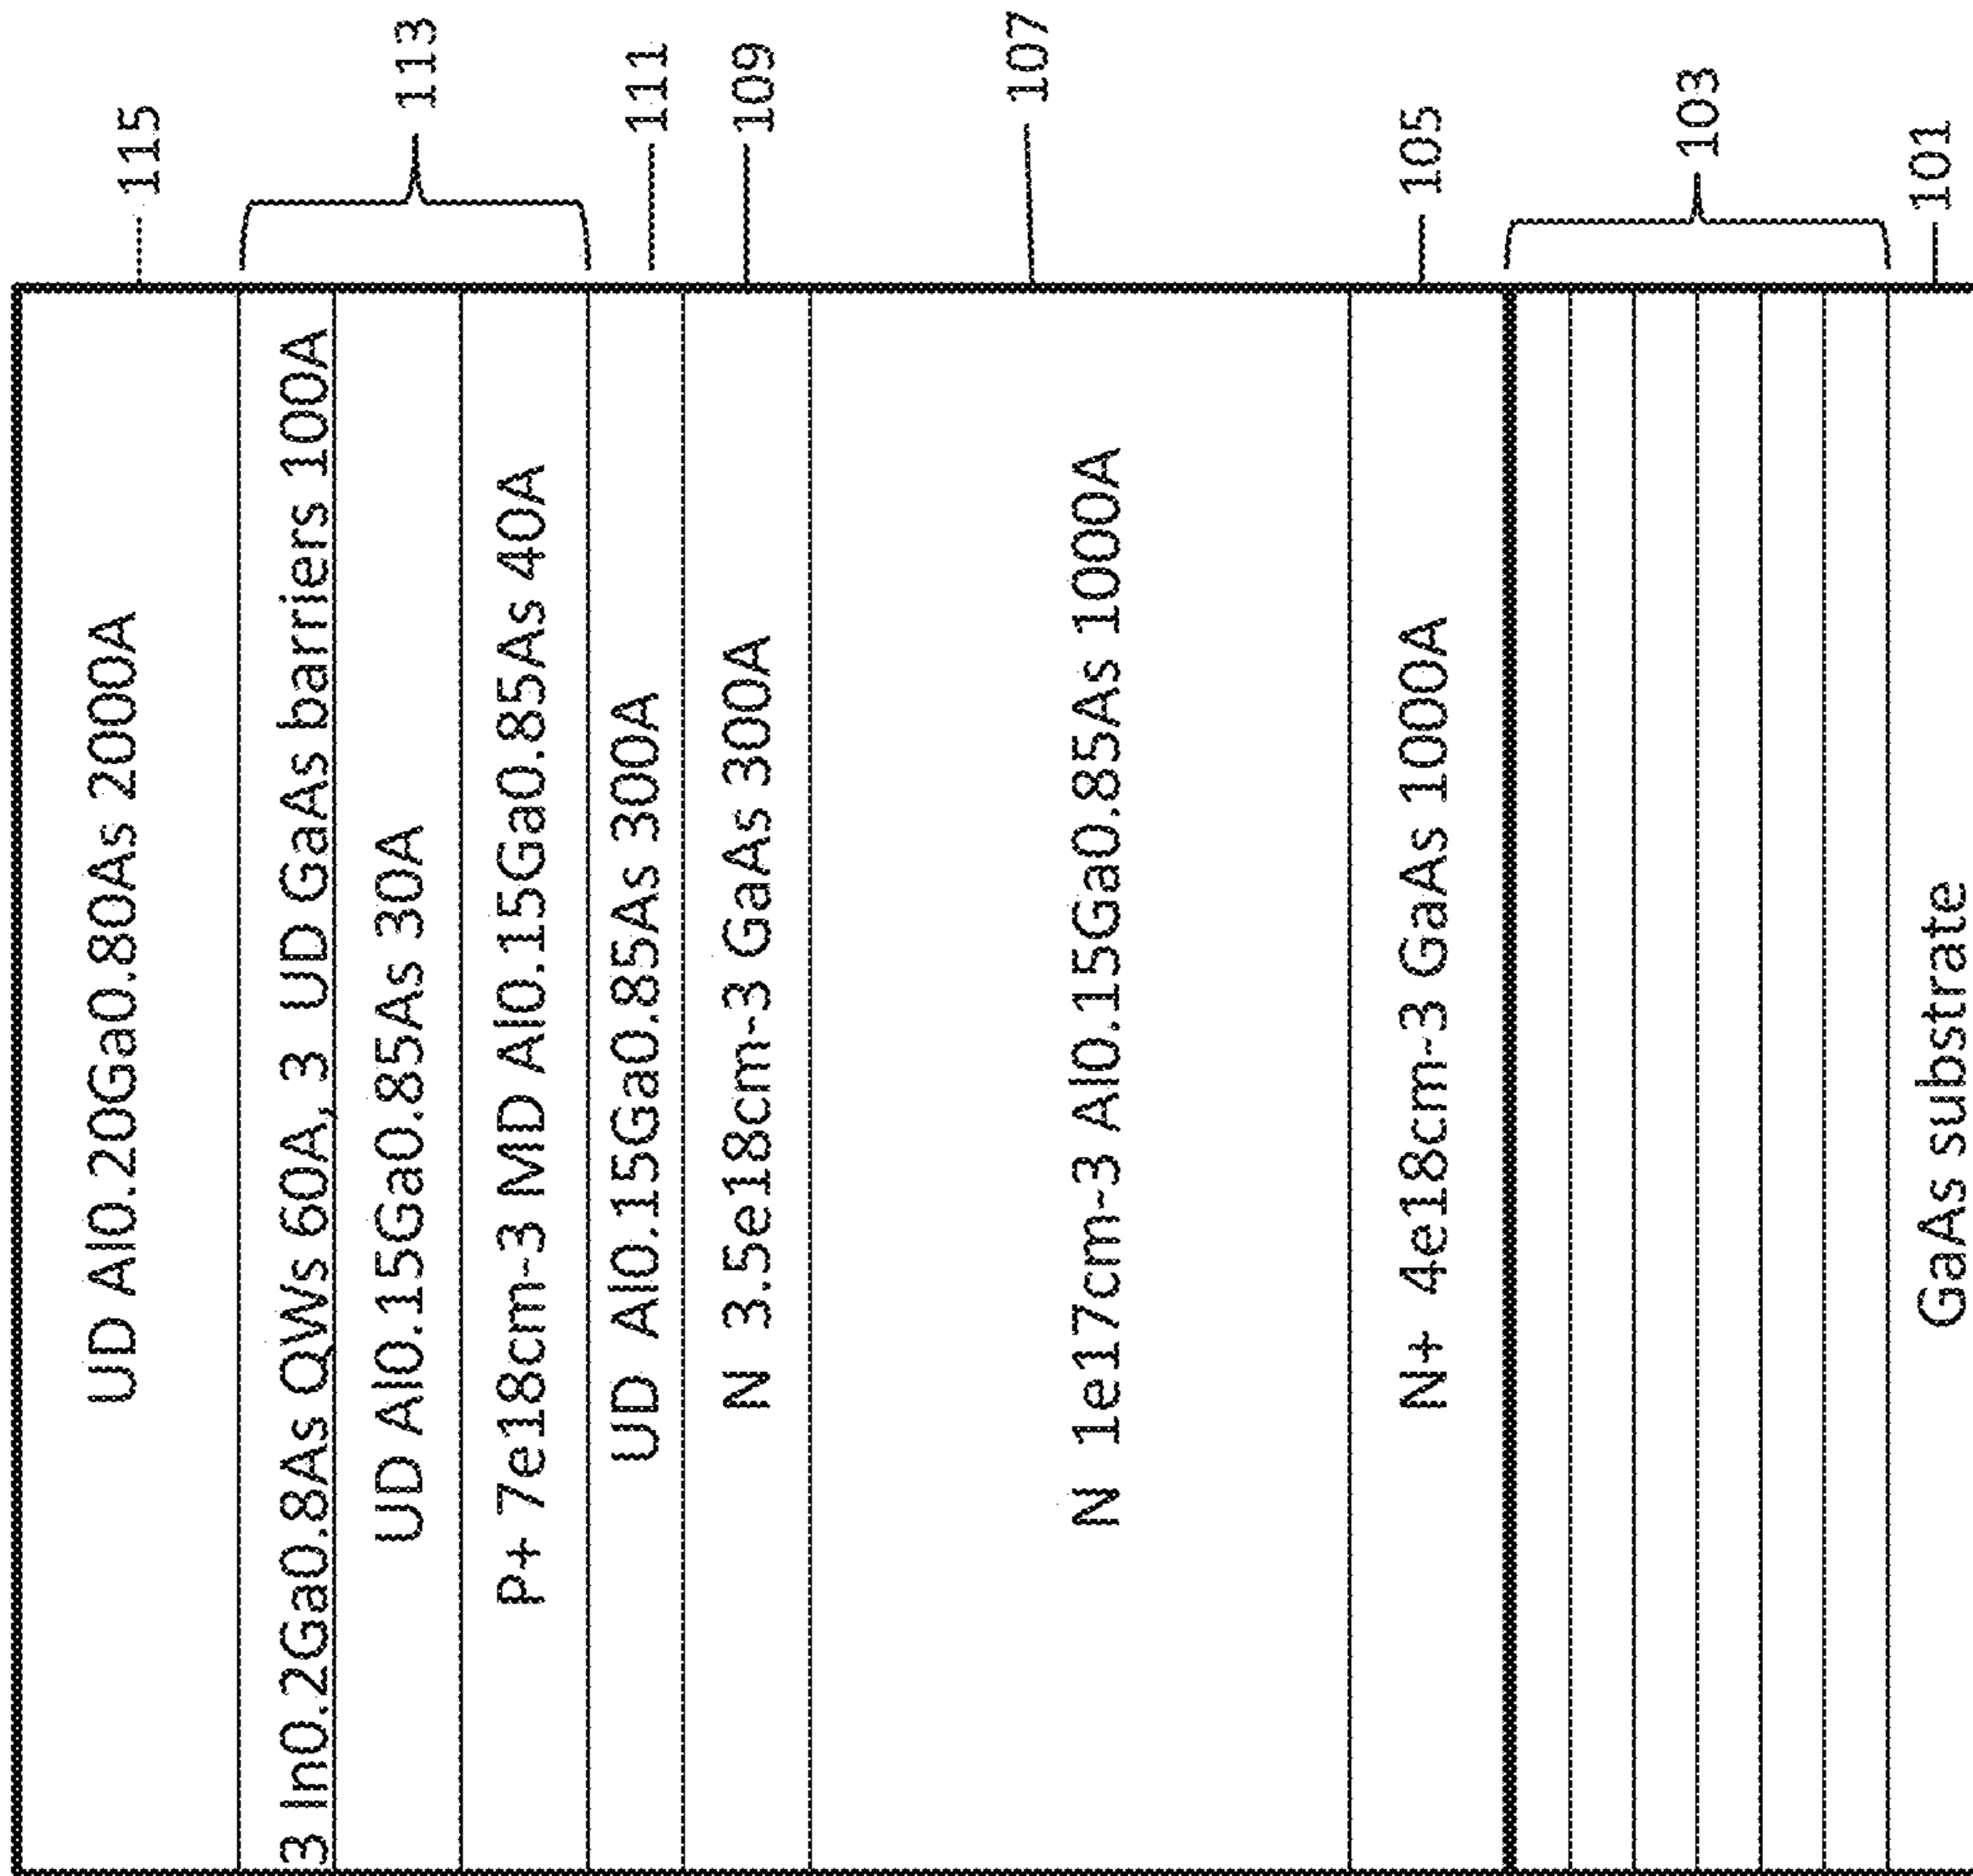 UD Al0.20Ga0.80As 2000A
115
3 In0.2Ga0.8As QWs 60A, 3 UD GaAs barriers 100A
UD Al0.15Ga0.85As 30A
P+ 7e18cm-3 MD Al0.15Ga0.85As 40A
113
UD Al0.15Ga0.85As 300A
111
N 3.5e18cm-3 GaAs 300A
109
N 1e17cm-3 Al0.15Ga0.85As 1000A
107
N+ 4e18cm-3 GaAs 1000A
105
103
GaAs substrate
101